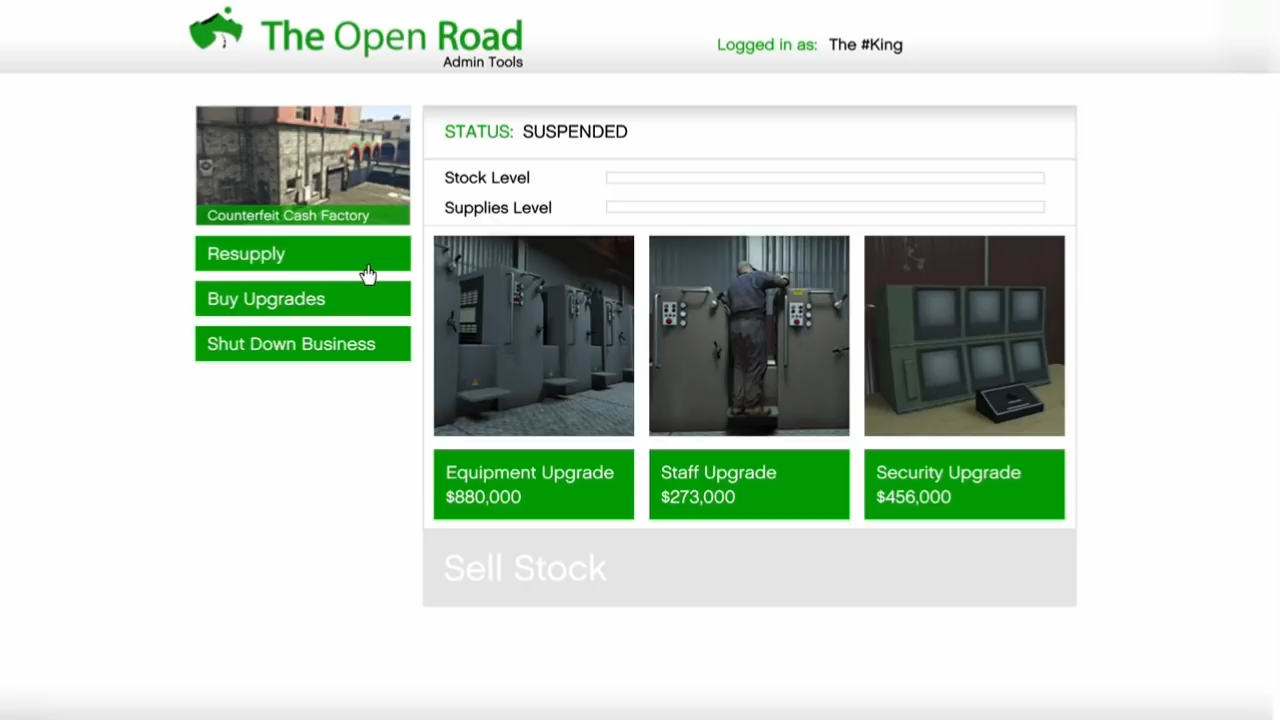 The Open Road
Admin Tools
Logged in as: The #King
Counterfeit Cash Factory
Resupply
Buy Upgrades
Shut Down Business
STATUS: SUSPENDED
Stock Level
Supplies Level
Equipment Upgrade
$880,000
Staff Upgrade
$273,000
Security Upgrade
$456,000
Sell Stock